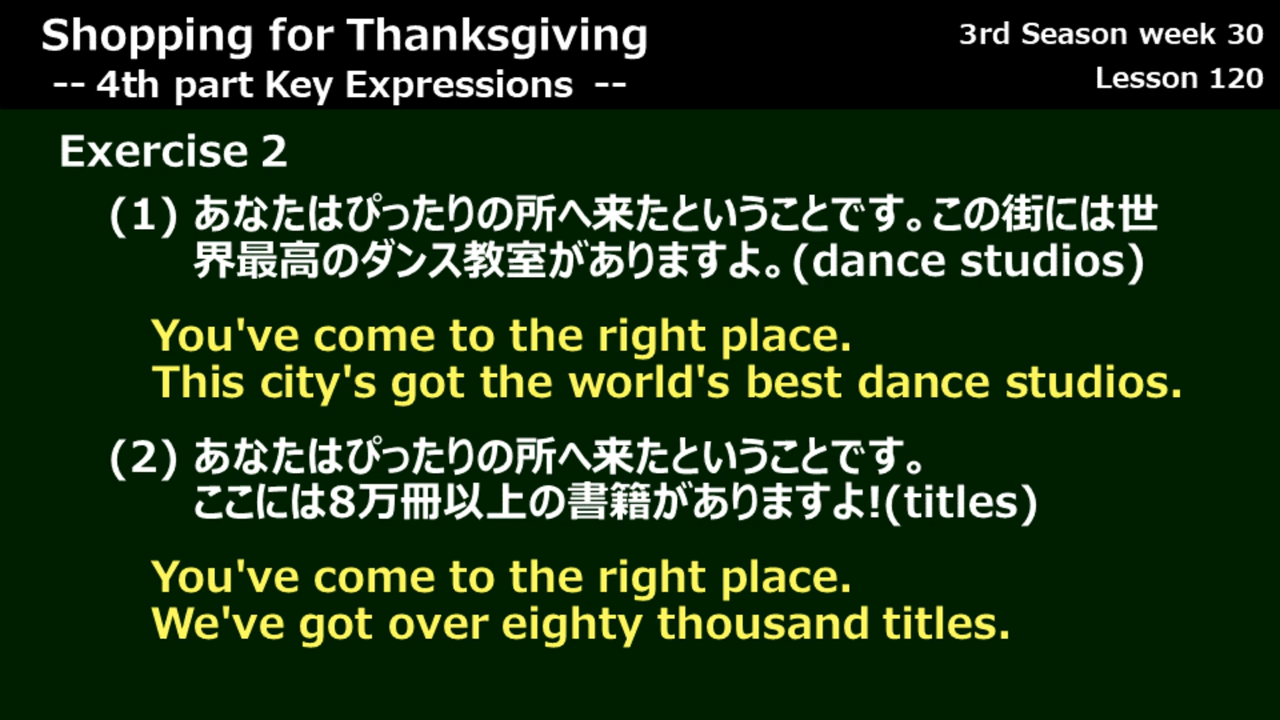 Shopping for Thanksgiving
3rd Season week 30
-- 4th part Key Expressions --
Lesson 120
Exercise 2
(1) あなたはぴったりの所へ来たということです。この街には世
界最高のダンス教室がありますよ。(dance studios)
You've come to the right place.
This city's got the world's best dance studios.
(2) あなたはぴったりの所へ来たということです。
ここには8万冊以上の書籍がありますよ!(titles)
You've come to the right place.
We've got over eighty thousand titles.